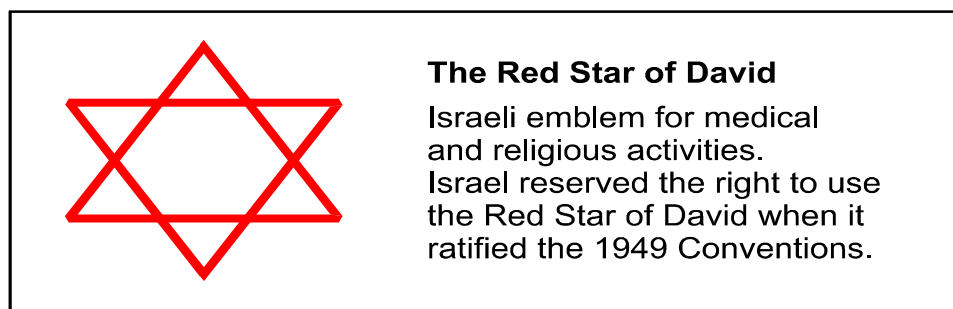 The Red Star of David
Israeli emblem for medical
and religious activities.
Israel reserved the right to use
the Red Star of David when it
ratified the 1949 Conventions.